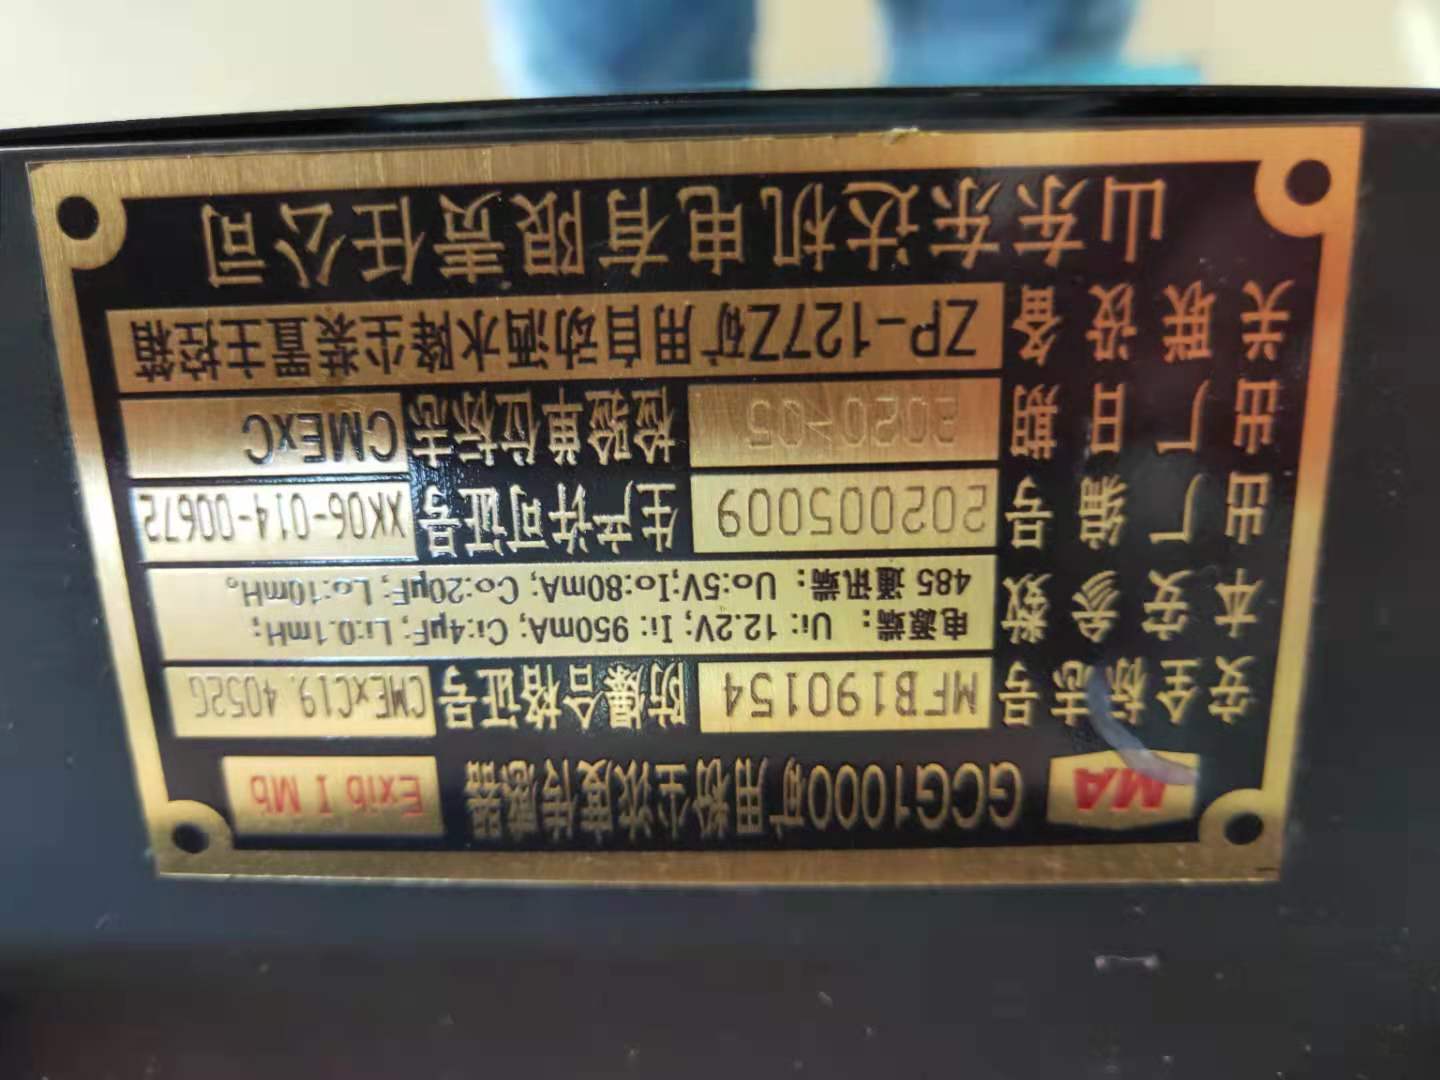 MA GCG1000矿用粉尘浓度传感器 Exib I Mb
安全标志号 MFB190154 防爆合格证号 CMExC19.4052G
本安参数 电源端: Ui: 12.2V; Ii: 950mA; Ci:4μF; Li:0.1mH;
485 通讯端: Uo:5V;Io:80mA; Co:20μF; Lo:10mH。
出厂编号 202005009 生产许可证号 XK06-014-00672
出厂日期 2020/05 检验单位标志 CMExC
关联设备 ZP-127Z矿用自动洒水降尘装置主控箱
山东东达机电有限责任公司